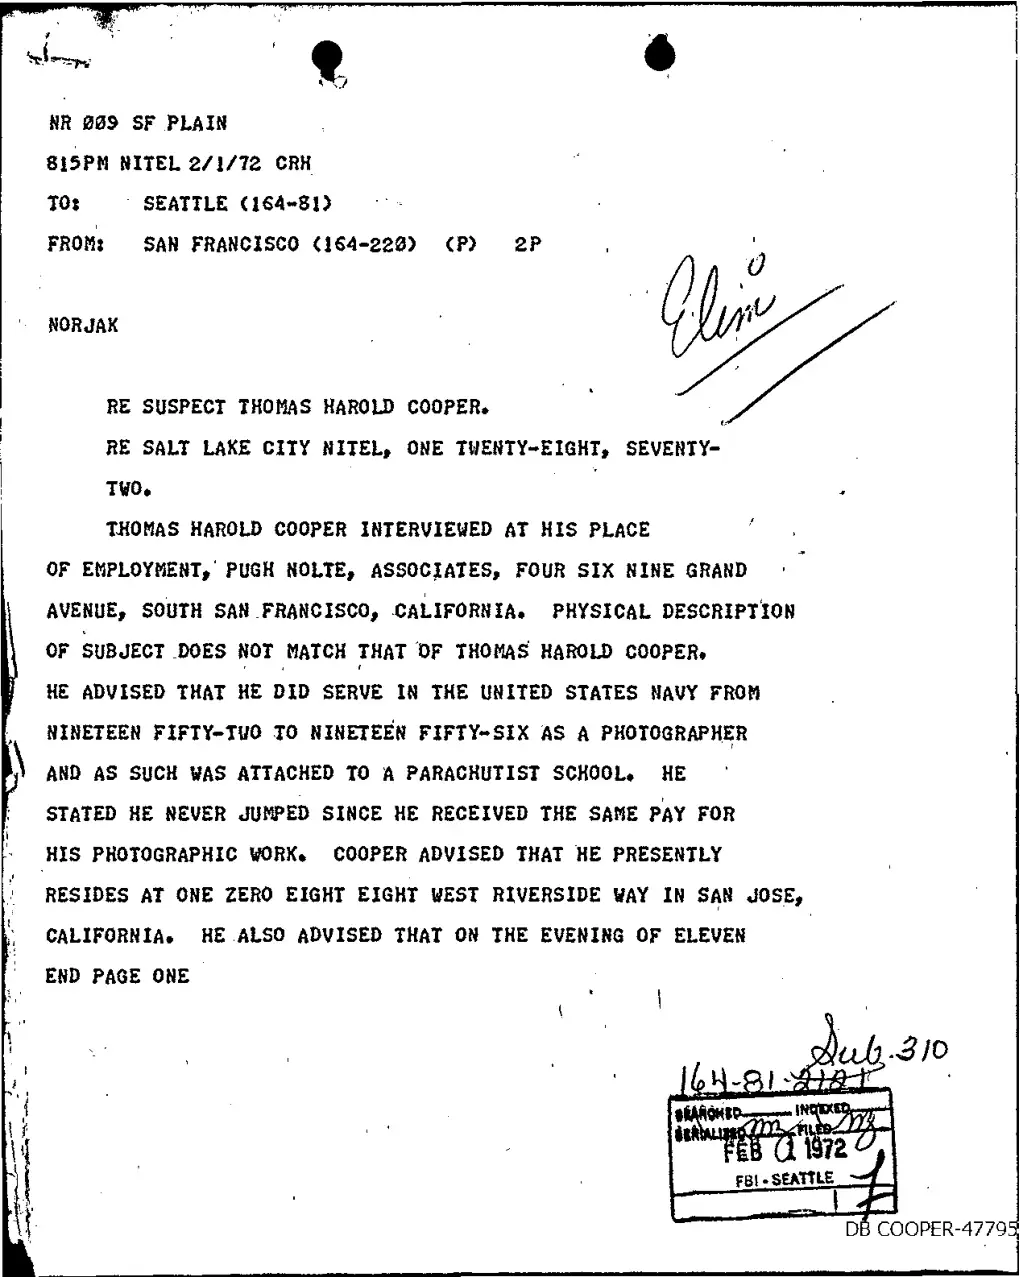 NR 009 SF PLAIN
815PM NITEL 2/1/72 CRH
TO: SEATTLE (164-81)
FROM: SAN FRANCISCO (164-220) (P) 2P
Elim
NORJAK
RE SUSPECT THOMAS HAROLD COOPER.
RE SALT LAKE CITY NITEL, ONE TWENTY-EIGHT, SEVENTY-
TWO.
THOMAS HAROLD COOPER INTERVIEWED AT HIS PLACE
OF EMPLOYMENT, PUGH NOLTE, ASSOCIATES, FOUR SIX NINE GRAND
AVENUE, SOUTH SAN FRANCISCO, CALIFORNIA. PHYSICAL DESCRIPTION
OF SUBJECT DOES NOT MATCH THAT OF THOMAS HAROLD COOPER.
HE ADVISED THAT HE DID SERVE IN THE UNITED STATES NAVY FROM
NINETEEN FIFTY-TWO TO NINETEEN FIFTY-SIX AS A PHOTOGRAPHER
AND AS SUCH WAS ATTACHED TO A PARACHUTIST SCHOOL. HE
STATED HE NEVER JUMPED SINCE HE RECEIVED THE SAME PAY FOR
HIS PHOTOGRAPHIC WORK. COOPER ADVISED THAT HE PRESENTLY
RESIDES AT ONE ZERO EIGHT EIGHT WEST RIVERSIDE WAY IN SAN JOSE,
CALIFORNIA. HE ALSO ADVISED THAT ON THE EVENING OF ELEVEN
END PAGE ONE
Sub.310
164-81-2121
SEARCHED INDEXED
SERIALIZED FILED
FEB 1 1972
FBI - SEATTLE
DB COOPER-47795